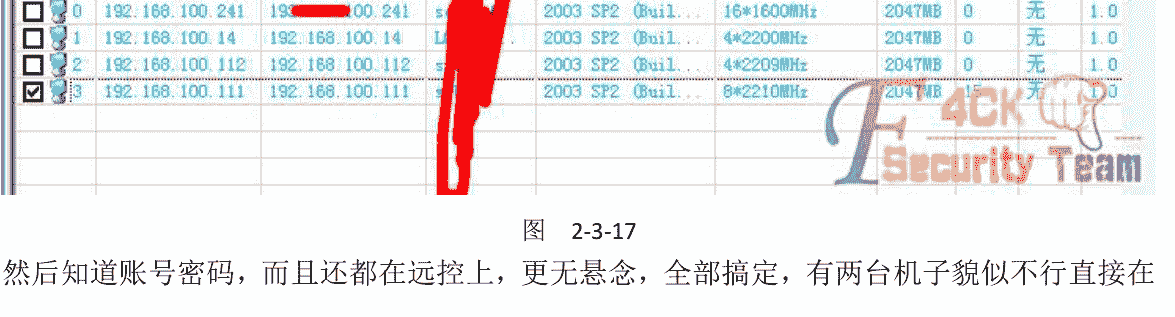 0 192.168.100.241 100.241 2003 SP2 (Buil... 16*1600MHz 2047MB 0 无 1.0
1 192.168.100.14 192.168.100.14 2003 SP2 (Buil... 4*2200MHz 2047MB 0 无 1.0
2 192.168.100.112 192.168.100.112 2003 SP2 (Buil... 4*2209MHz 2047MB 0 无 1.0
3 192.168.100.111 192.168.100.111 2003 SP2 (Buil... 8*2210MHz 2047MB 15 无 1.0
F4CK
Security Team
图 2-3-17
然后知道账号密码，而且还都在远控上，更无悬念，全部搞定，有两台机子貌似不行直接在